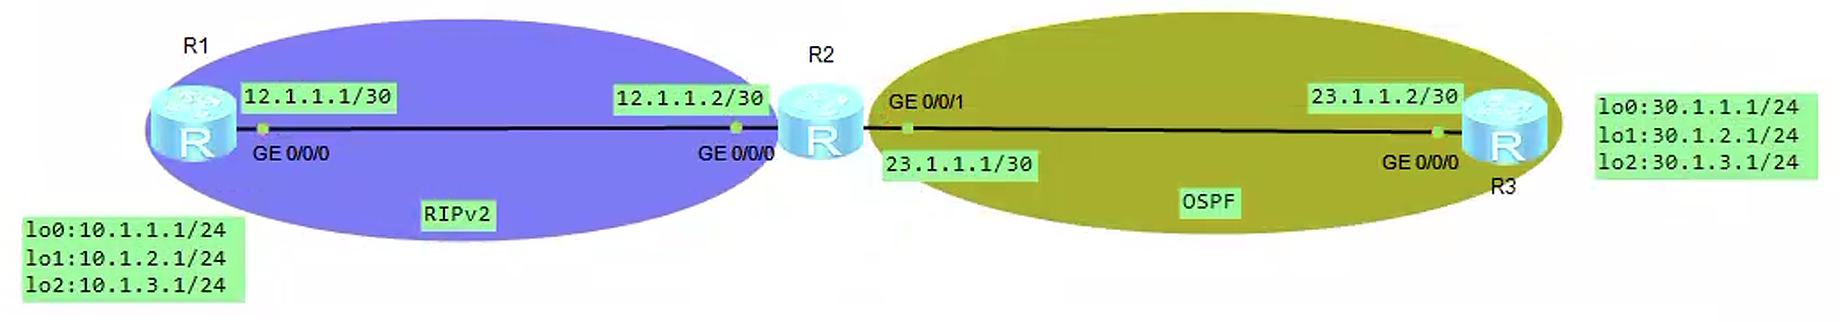 R1
R2
12.1.1.1/30
12.1.1.2/30
GE 0/0/1
23.1.1.2/30
lo0:30.1.1.1/24
lo1:30.1.2.1/24
lo2:30.1.3.1/24
R
R
R
GE 0/0/0
GE 0/0/0
23.1.1.1/30
GE 0/0/0
R3
RIPv2
OSPF
lo0:10.1.1.1/24
lo1:10.1.2.1/24
lo2:10.1.3.1/24